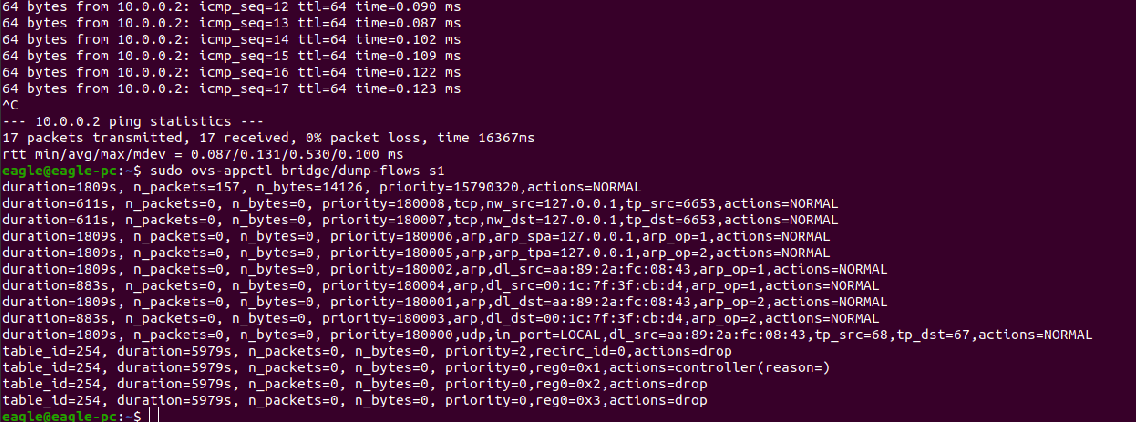 64 bytes from 10.0.0.2: icmp_seq=12 ttl=64 time=0.090 ms
64 bytes from 10.0.0.2: icmp_seq=13 ttl=64 time=0.087 ms
64 bytes from 10.0.0.2: icmp_seq=14 ttl=64 time=0.102 ms
64 bytes from 10.0.0.2: icmp_seq=15 ttl=64 time=0.109 ms
64 bytes from 10.0.0.2: icmp_seq=16 ttl=64 time=0.122 ms
64 bytes from 10.0.0.2: icmp_seq=17 ttl=64 time=0.123 ms
^C
--- 10.0.0.2 ping statistics ---
17 packets transmitted, 17 received, 0% packet loss, time 16367ms
rtt min/avg/max/mdev = 0.087/0.131/0.530/0.100 ms
eagle@eagle-pc:~$ sudo ovs-appctl bridge/dump-flows s1
duration=1809s, n_packets=157, n_bytes=14126, priority=15790320,actions=NORMAL
duration=611s, n_packets=0, n_bytes=0, priority=180008,tcp,nw_src=127.0.0.1,tp_src=6653,actions=NORMAL
duration=611s, n_packets=0, n_bytes=0, priority=180007,tcp,nw_dst=127.0.0.1,tp_dst=6653,actions=NORMAL
duration=1809s, n_packets=0, n_bytes=0, priority=180006,arp,arp_spa=127.0.0.1,arp_op=1,actions=NORMAL
duration=1809s, n_packets=0, n_bytes=0, priority=180005,arp,arp_tpa=127.0.0.1,arp_op=2,actions=NORMAL
duration=1809s, n_packets=0, n_bytes=0, priority=180002,arp,dl_src=aa:89:2a:fc:08:43,arp_op=1,actions=NORMAL
duration=883s, n_packets=0, n_bytes=0, priority=180004,arp,dl_src=00:1c:7f:3f:cb:d4,arp_op=1,actions=NORMAL
duration=1809s, n_packets=0, n_bytes=0, priority=180001,arp,dl_dst=aa:89:2a:fc:08:43,arp_op=2,actions=NORMAL
duration=883s, n_packets=0, n_bytes=0, priority=180003,arp,dl_dst=00:1c:7f:3f:cb:d4,arp_op=2,actions=NORMAL
duration=1809s, n_packets=0, n_bytes=0, priority=180000,udp,in_port=LOCAL,dl_src=aa:89:2a:fc:08:43,tp_src=68,tp_dst=67,actions=NORMAL
table_id=254, duration=5979s, n_packets=0, n_bytes=0, priority=2,recirc_id=0,actions=drop
table_id=254, duration=5979s, n_packets=0, n_bytes=0, priority=0,reg0=0x1,actions=controller(reason=)
table_id=254, duration=5979s, n_packets=0, n_bytes=0, priority=0,reg0=0x2,actions=drop
table_id=254, duration=5979s, n_packets=0, n_bytes=0, priority=0,reg0=0x3,actions=drop
eagle@eagle-pc:~$